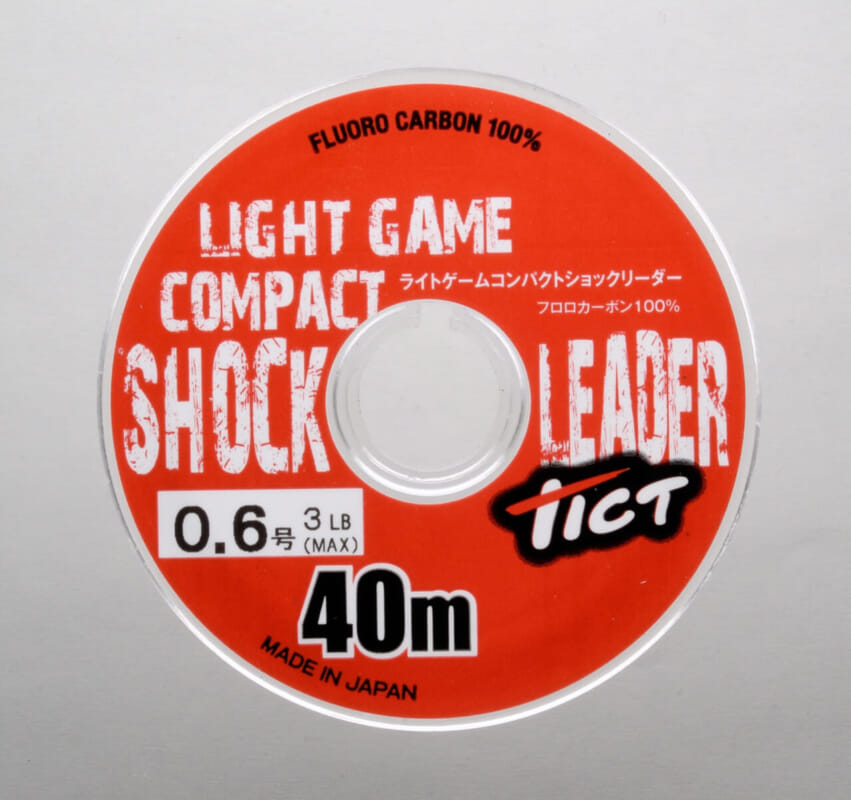 FLUORO CARBON 100%
LIGHT GAME
COMPACT
ライトゲームコンパクトショックリーダー
フロロカーボン100%
SHOCK LEADER
TICT
0.6号 3LB
(MAX)
40m
MADE IN JAPAN